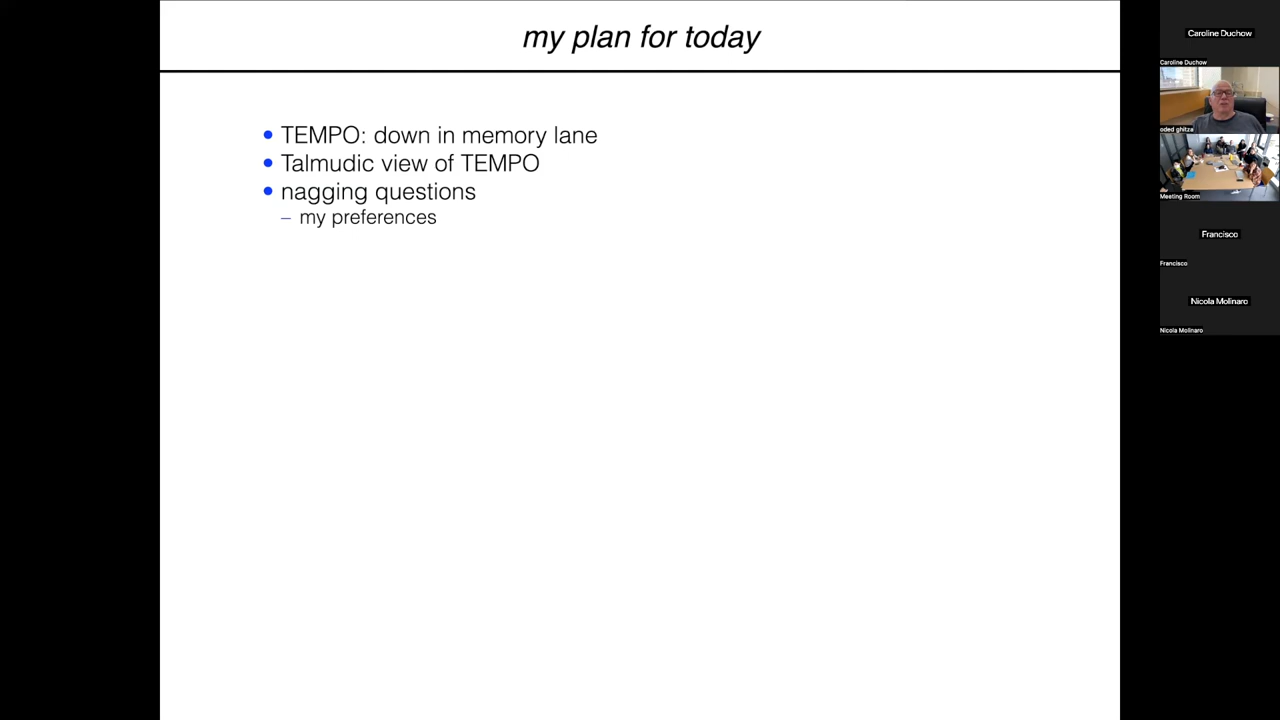 my plan for today
• TEMPO: down in memory lane
• Talmudic view of TEMPO
• nagging questions
– my preferences
Caroline Duchow
Caroline Duchow
oded ghitza
Meeting Room
Francisco
Francisco
Nicola Molinaro
Nicola Molinaro